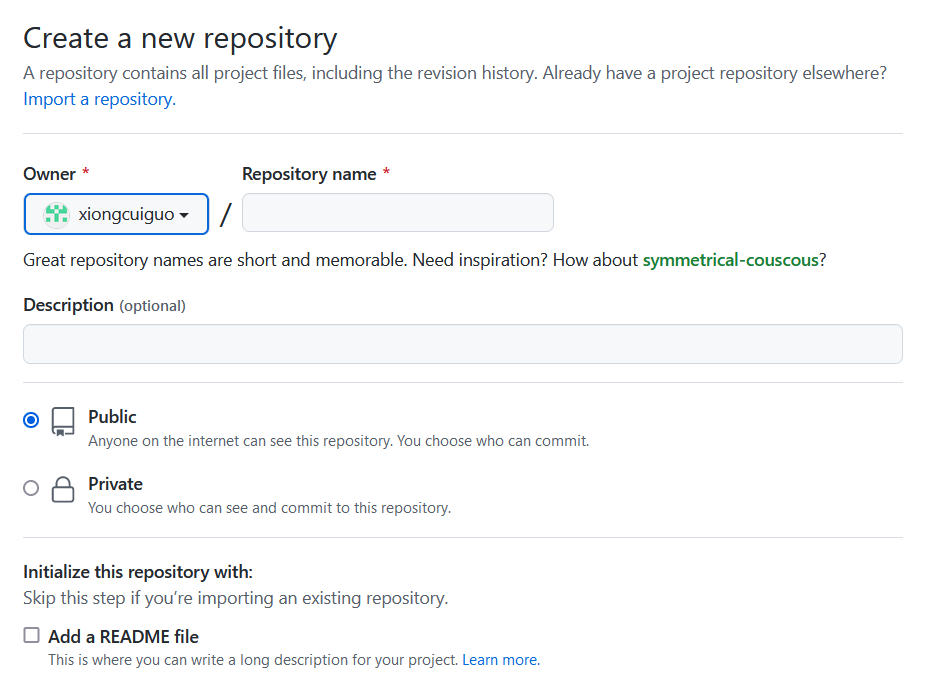 Create a new repository
A repository contains all project files, including the revision history. Already have a project repository elsewhere?
Import a repository.
Owner * Repository name *
xiongcuiguo /
Great repository names are short and memorable. Need inspiration? How about symmetrical-couscous?
Description (optional)
Public
Anyone on the internet can see this repository. You choose who can commit.
Private
You choose who can see and commit to this repository.
Initialize this repository with:
Skip this step if you’re importing an existing repository.
Add a README file
This is where you can write a long description for your project. Learn more.